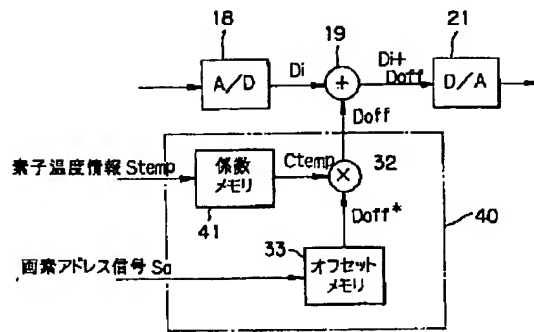 18
19
21
A/D
Di
+
Di+
Doff
D/A
Doff
素子温度情報 Stemp
係数
メモリ
41
Ctemp
×
32
Doff*
40
33
画素アドレス信号 Sa
オフセット
メモリ